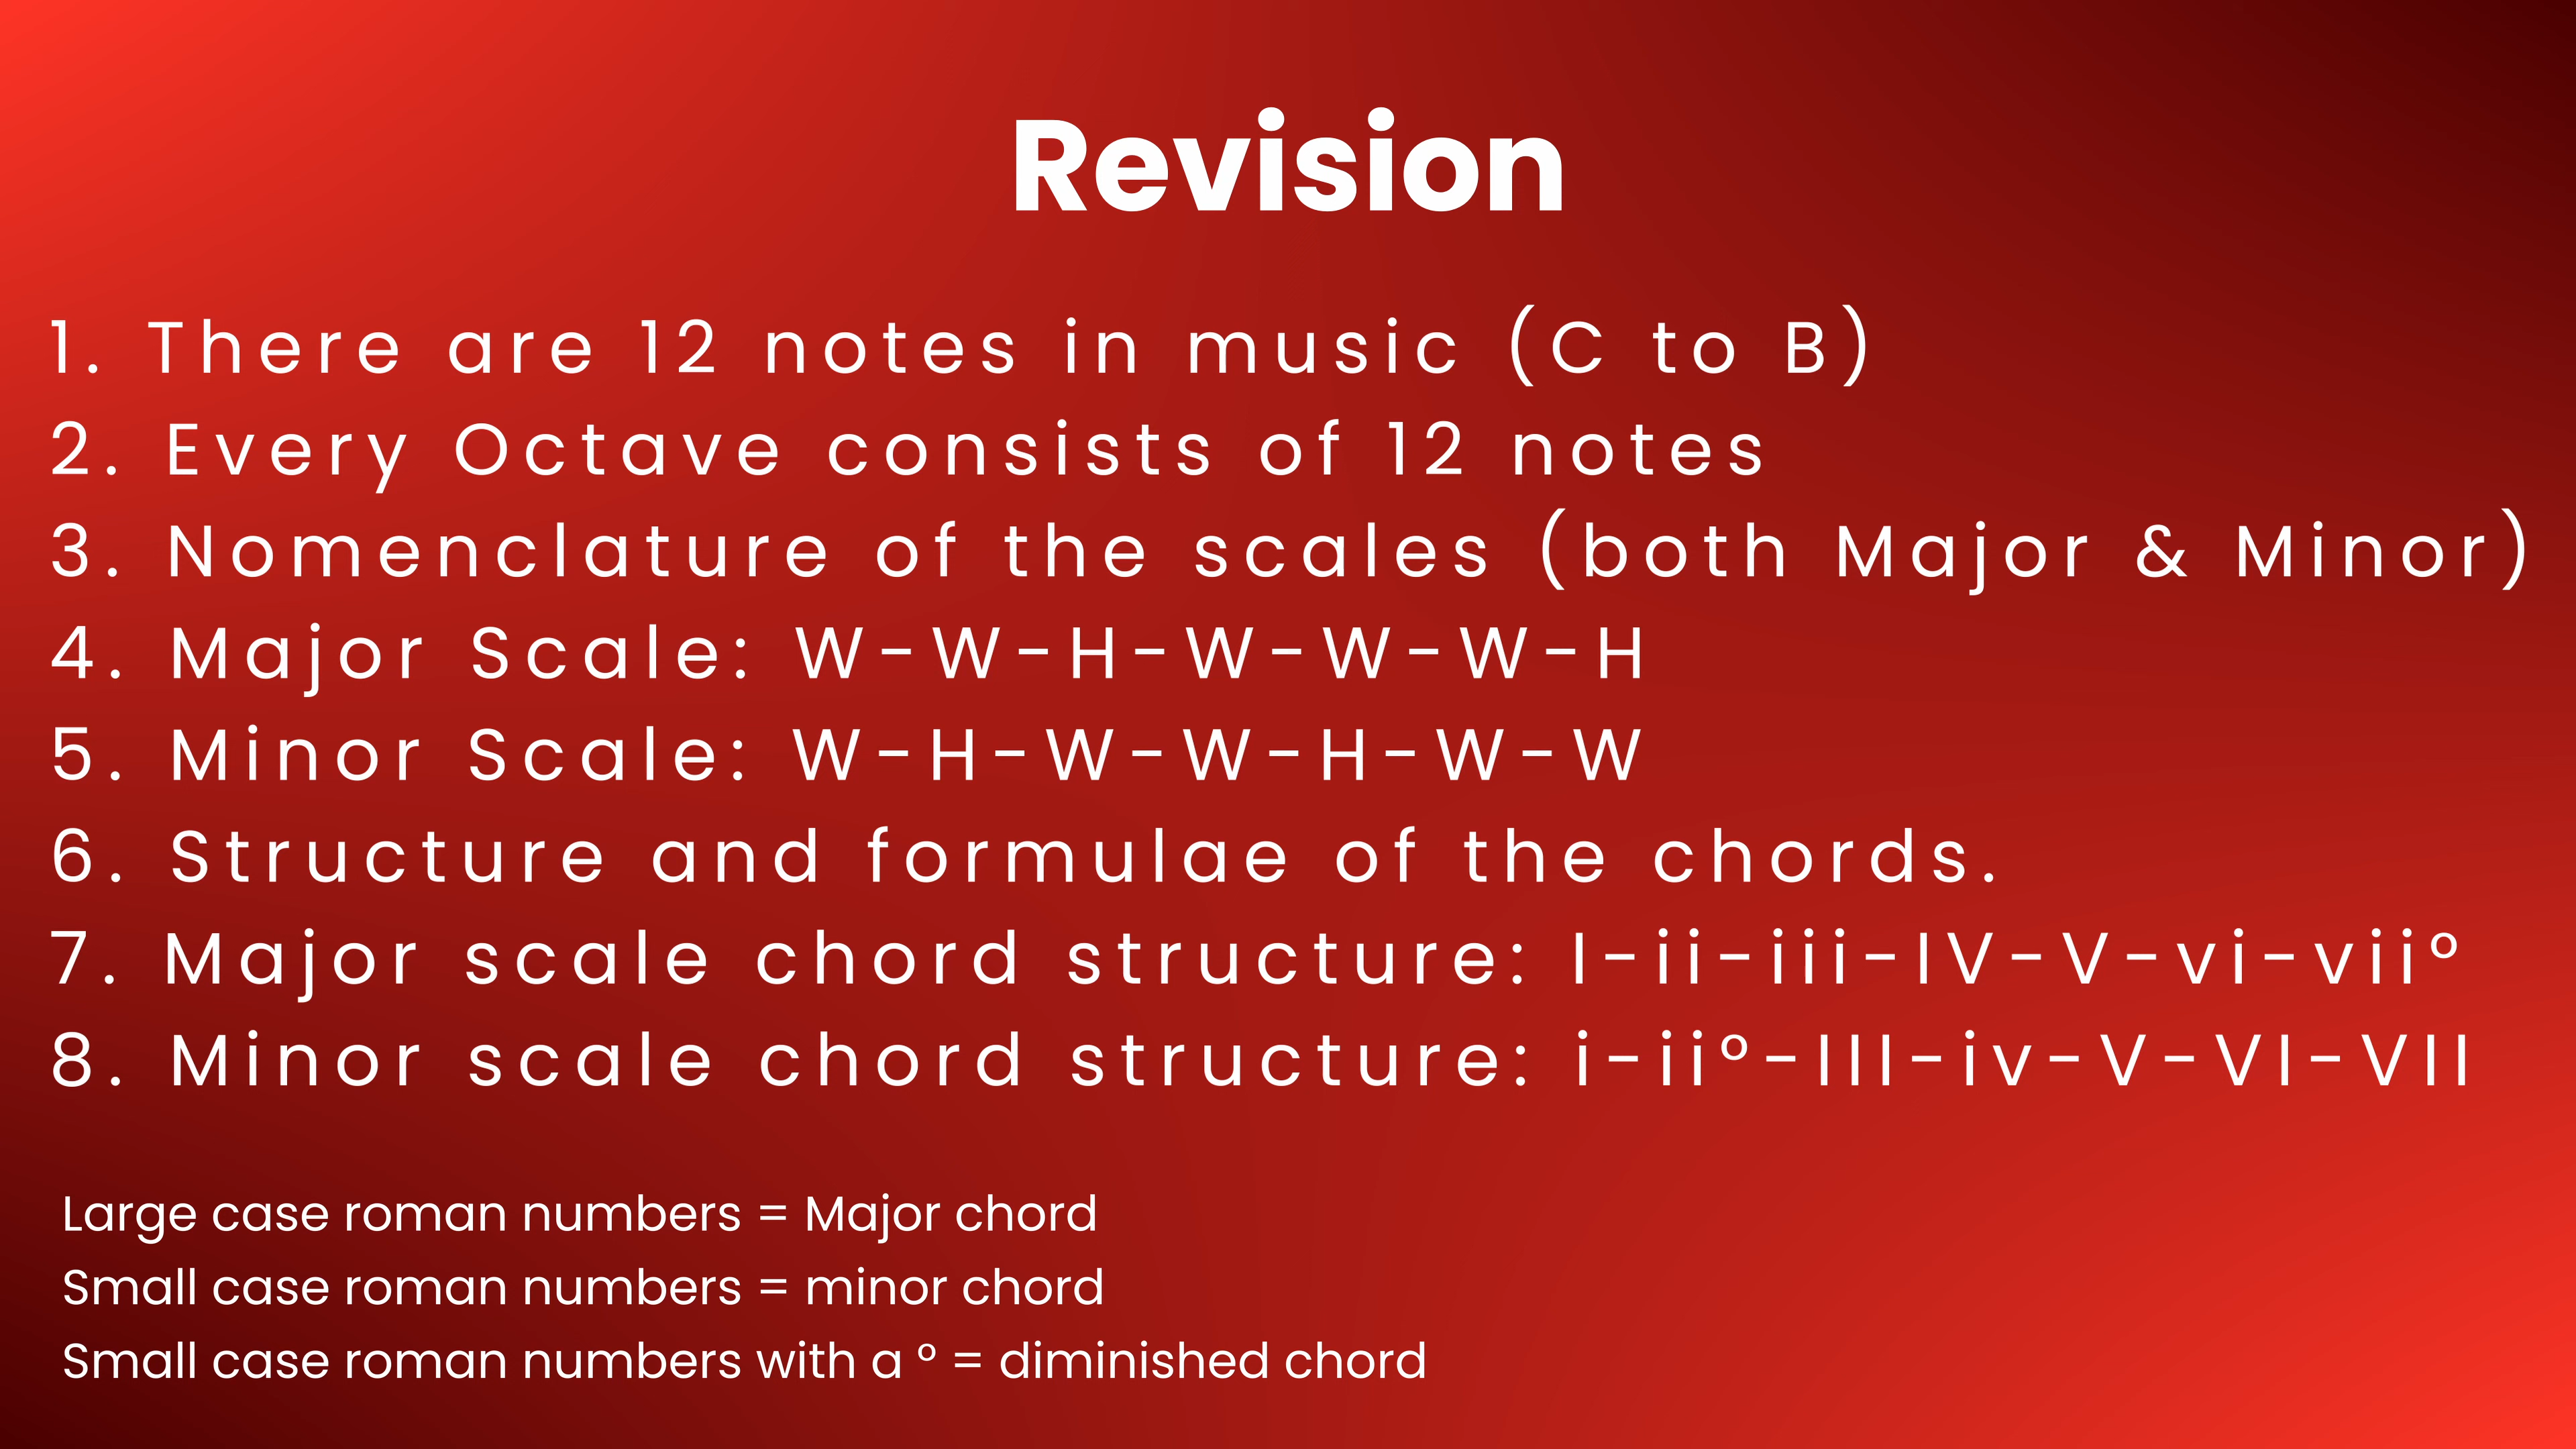 Revision
1. There are 12 notes in music (C to B)
2. Every Octave consists of 12 notes
3. Nomenclature of the scales (both Major & Minor)
4. Major Scale: W-W-H-W-W-W-H
5. Minor Scale: W-H-W-W-H-W-W
6. Structure and formulae of the chords.
7. Major scale chord structure: I-ii-iii-IV-V-vi-vii°
8. Minor scale chord structure: i-ii°-III-iv-V-VI-VII
Large case roman numbers = Major chord
Small case roman numbers = minor chord
Small case roman numbers with a ° = diminished chord